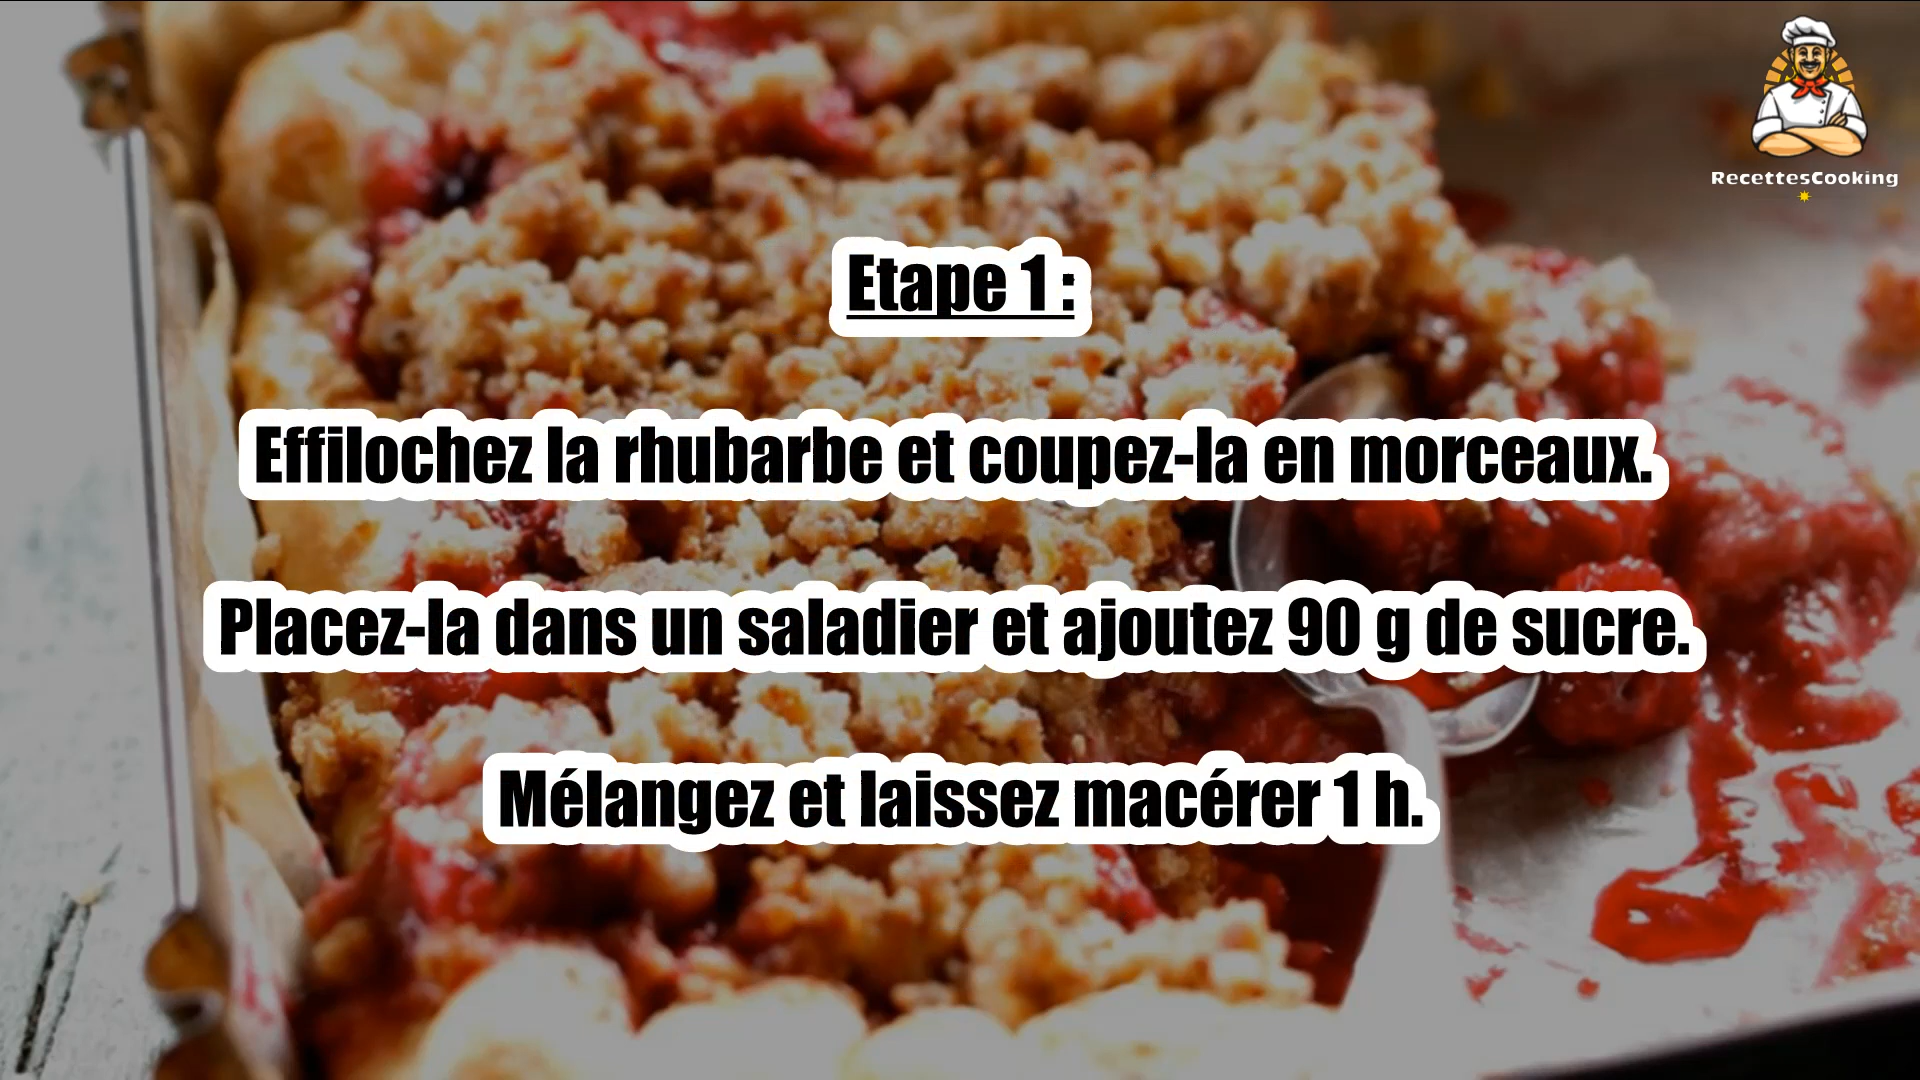 RecettesCooking
Etape 1 :
Effilochez la rhubarbe et coupez-la en morceaux.
Placez-la dans un saladier et ajoutez 90 g de sucre.
Mélangez et laissez macérer 1 h.